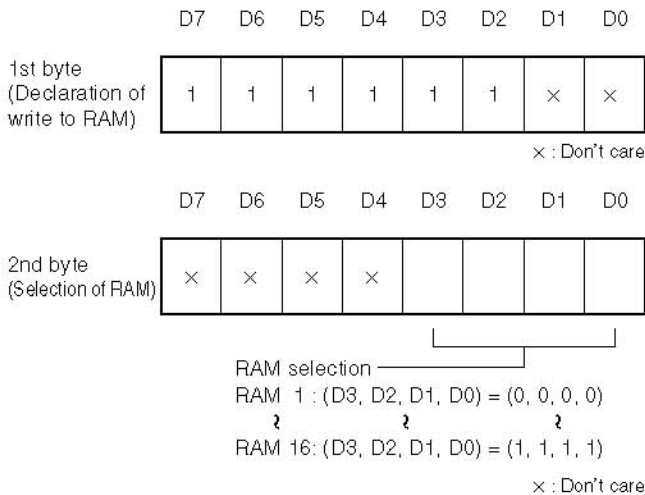 D7 D6 D5 D4 D3 D2 D1 D0
1st byte
(Declaration of
write to RAM)
1 1 1 1 1 1 × ×
× : Don't care
D7 D6 D5 D4 D3 D2 D1 D0
2nd byte
(Selection of RAM)
× × × ×
RAM selection
RAM 1 : (D3, D2, D1, D0) = (0, 0, 0, 0)
≀ ≀ ≀
RAM 16: (D3, D2, D1, D0) = (1, 1, 1, 1)
× : Don't care